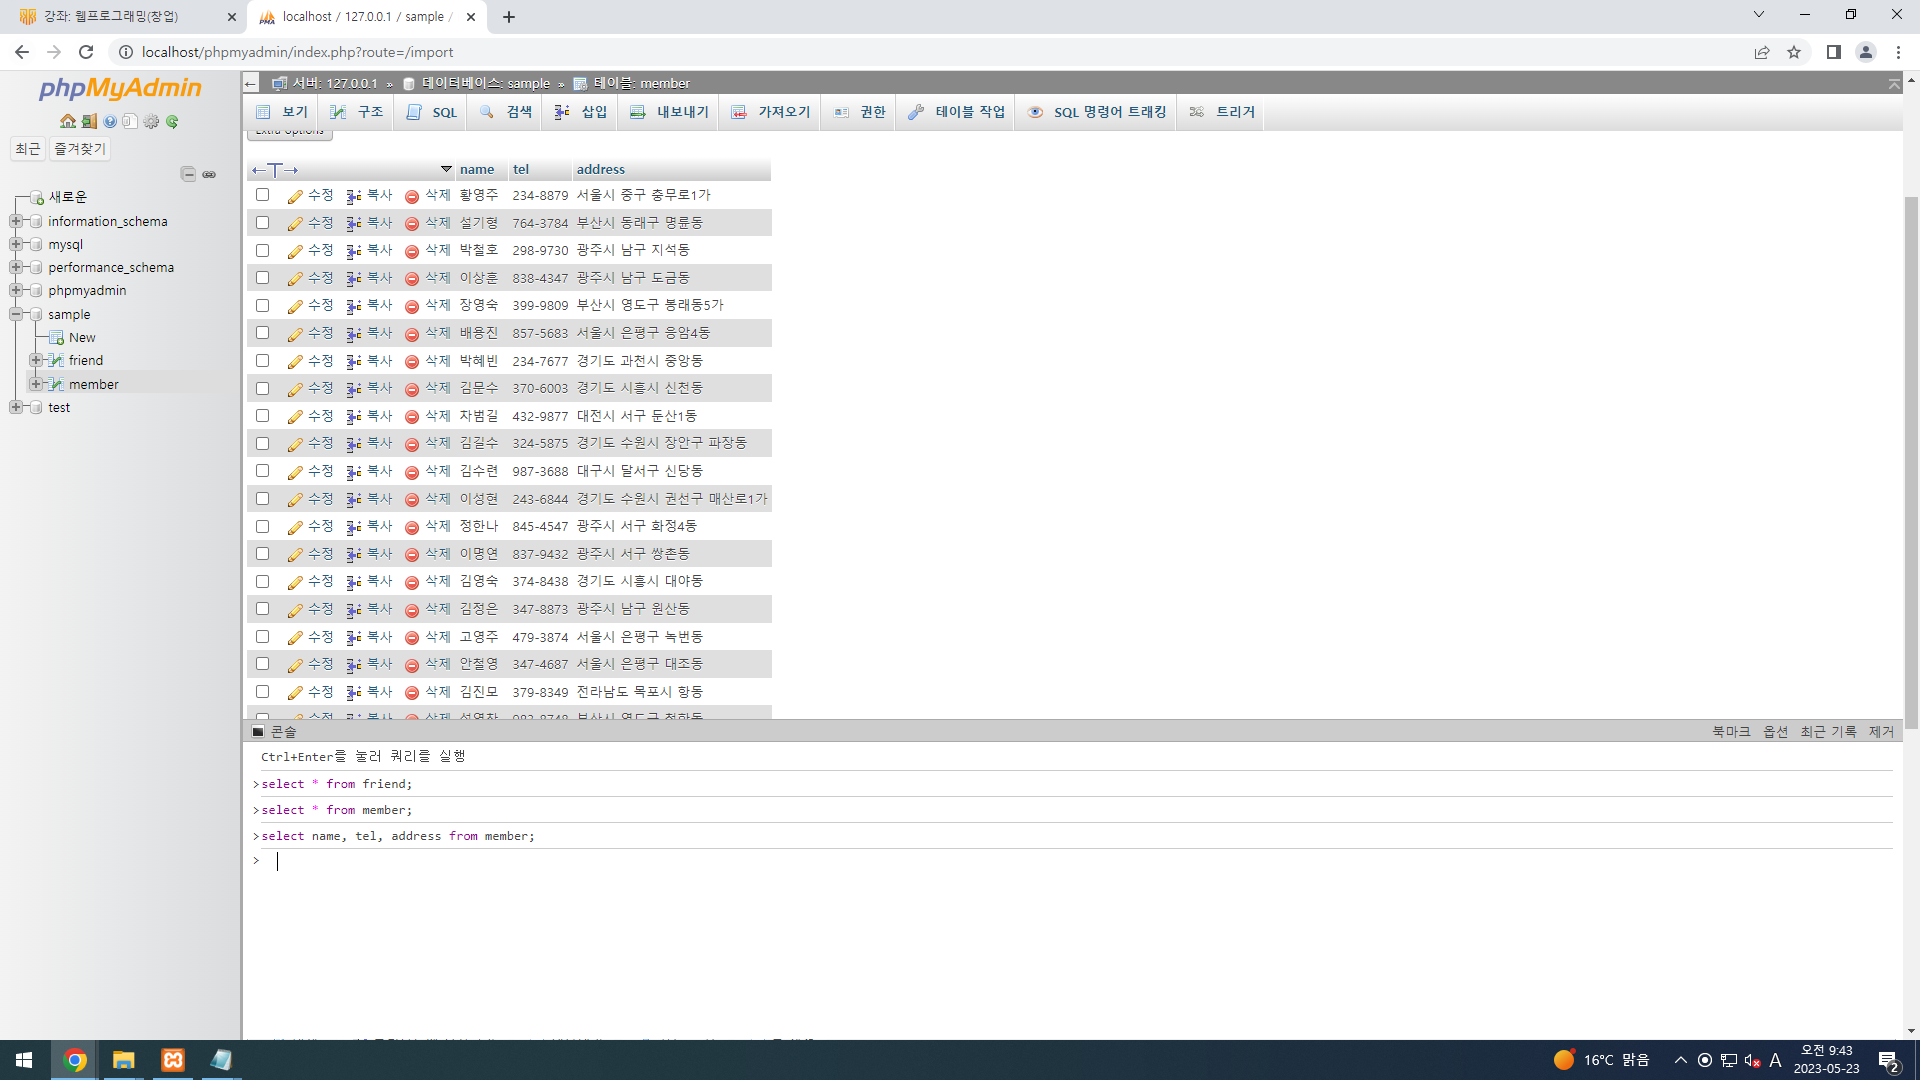 강좌: 웹프로그래밍(창업)
localhost / 127.0.0.1 / sample /
localhost/phpmyadmin/index.php?route=/import
phpMyAdmin
최근 즐겨찾기
새로운
information_schema
mysql
performance_schema
phpmyadmin
sample
New
friend
member
test
서버: 127.0.0.1 » 데이터베이스: sample » 테이블: member
보기 구조 SQL 검색 삽입 내보내기 가져오기 권한 테이블 작업 SQL 명령어 트래킹 트리거
Extra options
name tel address
수정 복사 삭제 황영주 234-8879 서울시 중구 충무로1가
수정 복사 삭제 설기형 764-3784 부산시 동래구 명륜동
수정 복사 삭제 박철호 298-9730 광주시 남구 지석동
수정 복사 삭제 이상훈 838-4347 광주시 남구 도금동
수정 복사 삭제 장영숙 399-9809 부산시 영도구 봉래동5가
수정 복사 삭제 배용진 857-5683 서울시 은평구 응암4동
수정 복사 삭제 박혜빈 234-7677 경기도 과천시 중앙동
수정 복사 삭제 김문수 370-6003 경기도 시흥시 신천동
수정 복사 삭제 차범길 432-9877 대전시 서구 둔산1동
수정 복사 삭제 김길수 324-5875 경기도 수원시 장안구 파장동
수정 복사 삭제 김수련 987-3688 대구시 달서구 신당동
수정 복사 삭제 이성현 243-6844 경기도 수원시 권선구 매산로1가
수정 복사 삭제 정한나 845-4547 광주시 서구 화정4동
수정 복사 삭제 이명연 837-9432 광주시 서구 쌍촌동
수정 복사 삭제 김영숙 374-8438 경기도 시흥시 대야동
수정 복사 삭제 김정은 347-8873 광주시 남구 원산동
수정 복사 삭제 고영주 479-3874 서울시 은평구 녹번동
수정 복사 삭제 안철영 347-4687 서울시 은평구 대조동
수정 복사 삭제 김진모 379-8349 전라남도 목포시 항동
수정 복사 삭제 부산시 영도구
콘솔 북마크 옵션 최근 기록 제거
Ctrl+Enter를 눌러 쿼리를 실행
>select * from friend;
>select * from member;
>select name, tel, address from member;
>
16°C 맑음 A 오전 9:43
2023-05-23
2